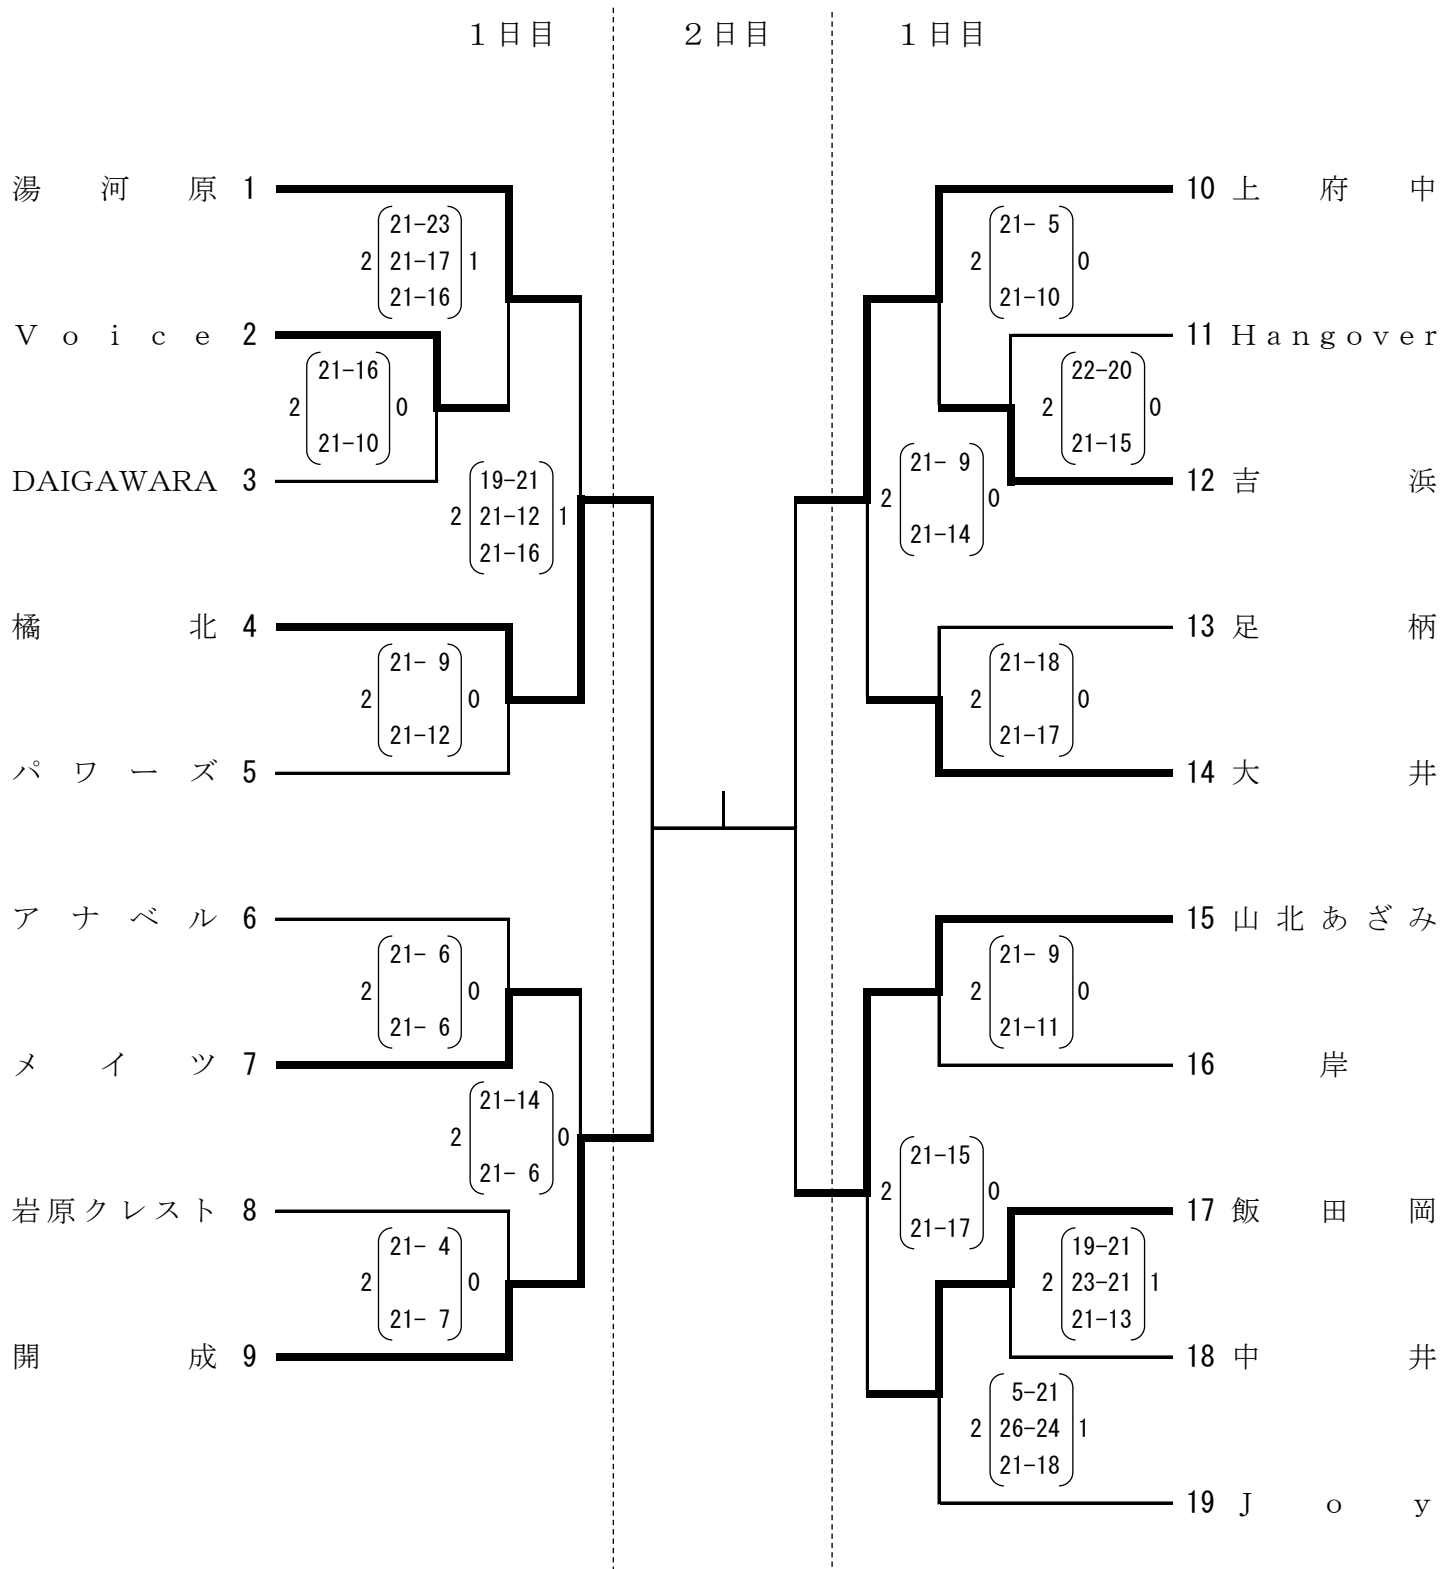 １日目 ２日目 １日目
湯河原 1
21-23
2 21-17 1
21-16
Voice 2
21-16
2 0
21-10
DAIGAWARA 3
19-21
2 21-12 1
21-16
橘北 4
21- 9
2 0
21-12
パワーズ 5
アナベル 6
21- 6
2 0
21- 6
メイツ 7
21-14
2 0
21- 6
岩原クレスト 8
21- 4
2 0
21- 7
開成 9
10 上府中
21- 5
2 0
21-10
11 Hangover
22-20
2 0
21-15
12 吉浜
21- 9
2 0
21-14
13 足柄
21-18
2 0
21-17
14 大井
15 山北あざみ
21- 9
2 0
21-11
16 岸
21-15
2 0
21-17
17 飯田岡
19-21
2 23-21 1
21-13
18 中井
5-21
2 26-24 1
21-18
19 Joy